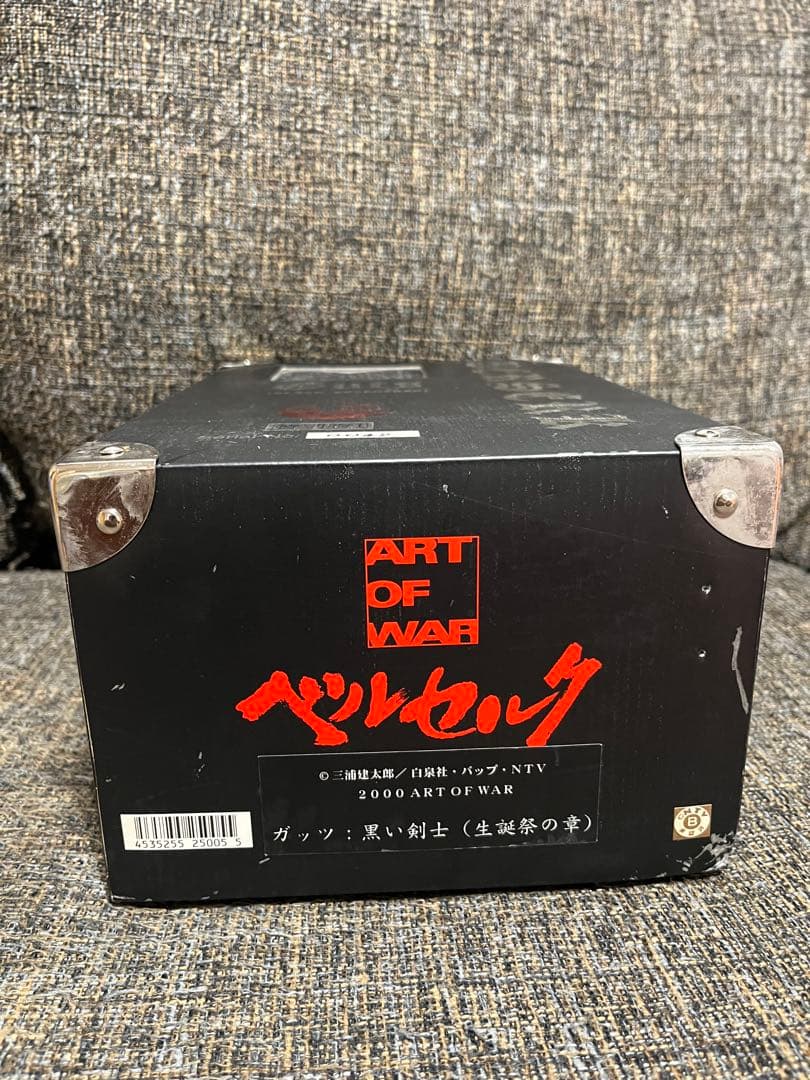 ART
OF
WAR
ベルセルク
© 三浦建太郎／白泉社・バップ・NTV
2000 ART OF WAR
ガッツ：黒い剣士（生誕祭の章）
4535255 25005 5
B